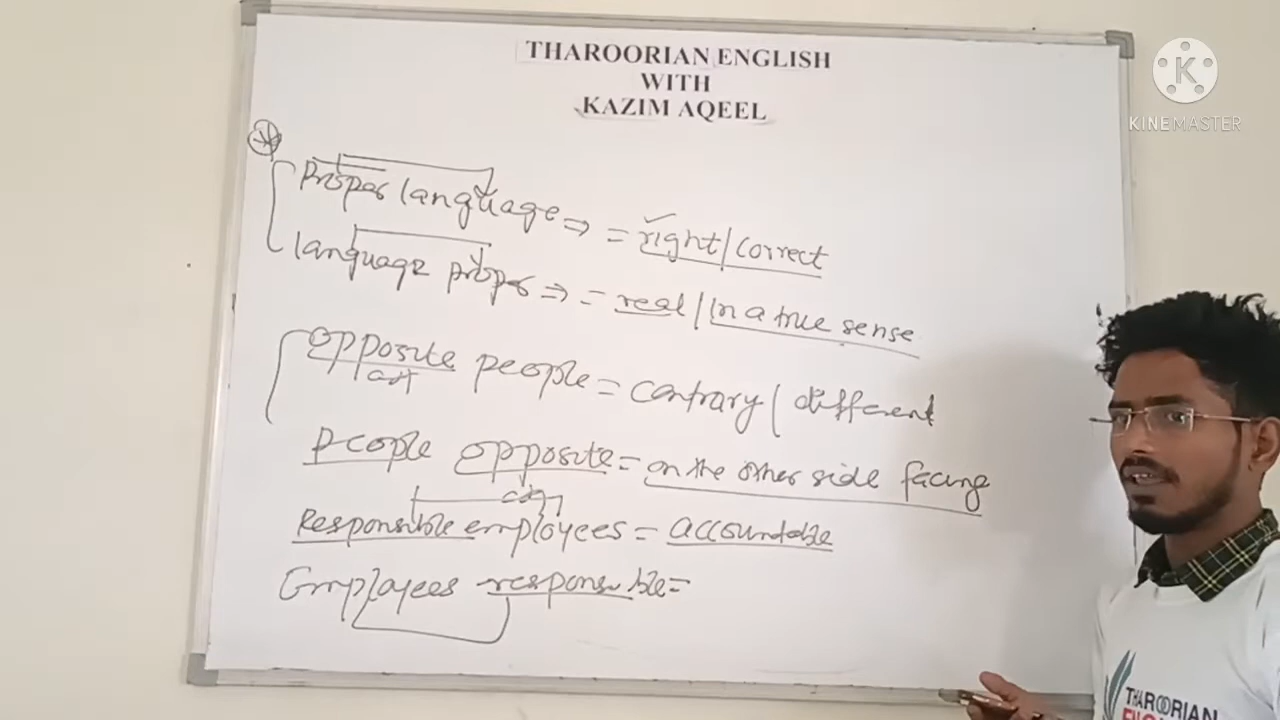 THAROORIAN ENGLISH
WITH
KAZIM AQEEL
KINEMASTER
Proper language ⇒ = right/correct
language proper ⇒ = real/in a true sense
opposite people = contrary/different
People opposite = on the other side facing
Responsible employees = accountable
Employees responsible =
THAROORIAN